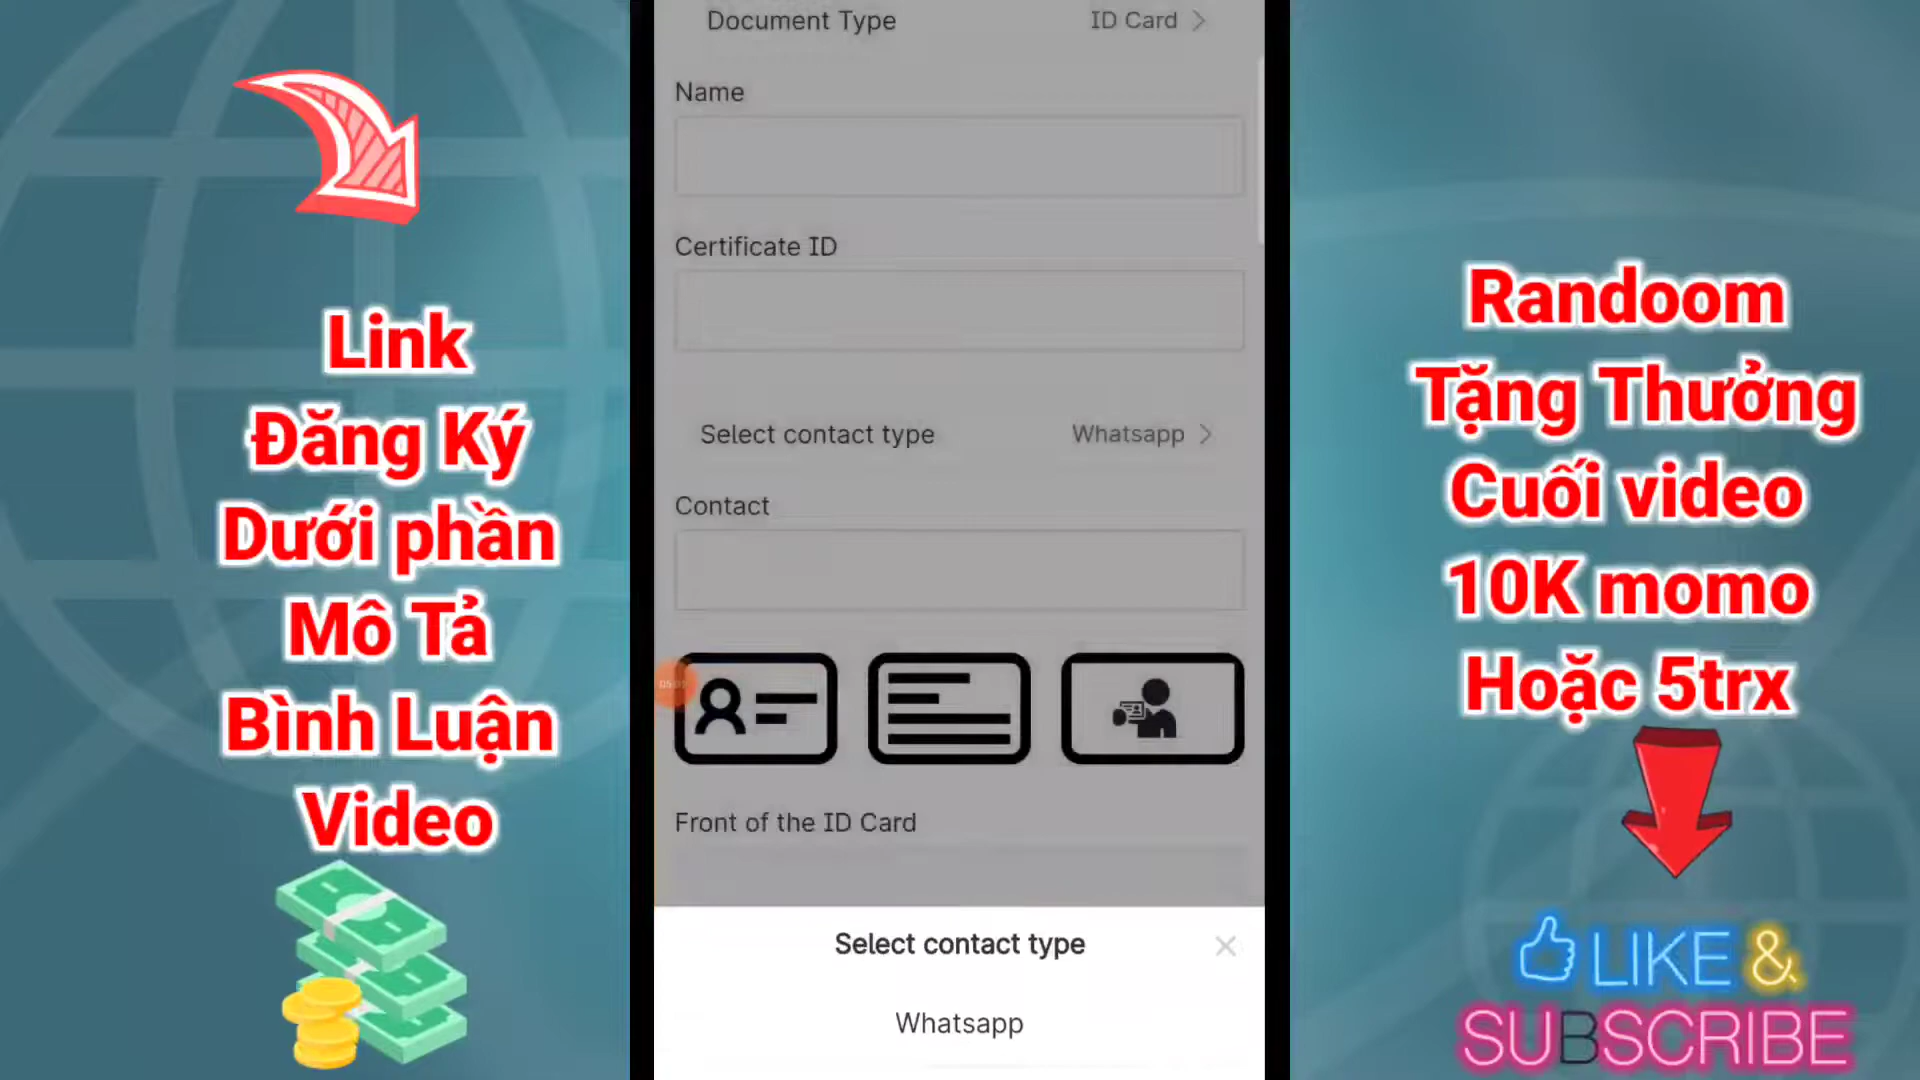 Link
Đăng Ký
Dưới phần
Mô Tả
Bình Luận
Video
Document Type
ID Card
Name
Certificate ID
Select contact type
Whatsapp
Contact
Front of the ID Card
Select contact type
Whatsapp
Randoom
Tặng Thưởng
Cuối video
10K momo
Hoặc 5trx
LIKE &
SUBSCRIBE